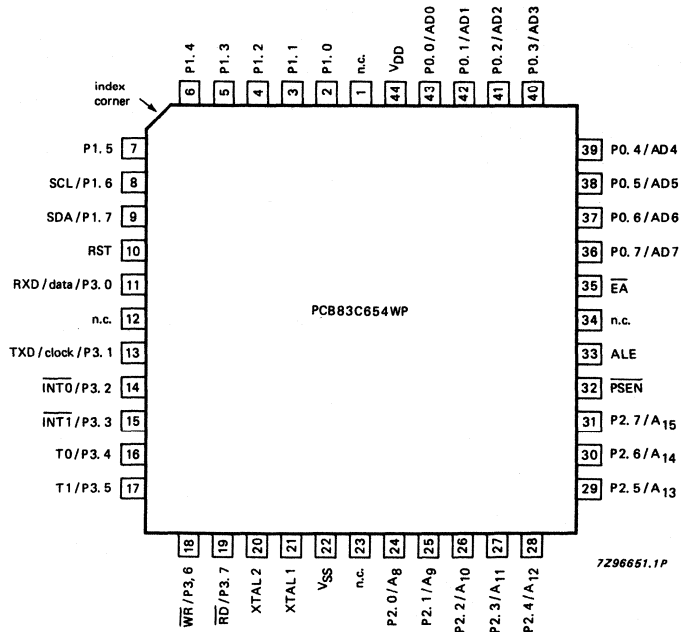 P1.4
P1.3
P1.2
P1.1
P1.0
n.c.
VDD
P0.0/AD0
P0.1/AD1
P0.2/AD2
P0.3/AD3
6
5
4
3
2
1
44
43
42
41
40
index
corner
P1.5 7
SCL/P1.6 8
SDA/P1.7 9
RST 10
RXD/data/P3.0 11
n.c. 12
TXD/clock/P3.1 13
INT0/P3.2 14
INT1/P3.3 15
T0/P3.4 16
T1/P3.5 17
PCB83C654WP
39 P0.4/AD4
38 P0.5/AD5
37 P0.6/AD6
36 P0.7/AD7
35 EA
34 n.c.
33 ALE
32 PSEN
31 P2.7/A15
30 P2.6/A14
29 P2.5/A13
18
19
20
21
22
23
24
25
26
27
28
WR/P3,6
RD/P3.7
XTAL2
XTAL1
VSS
n.c.
P2.0/A8
P2.1/A9
P2.2/A10
P2.3/A11
P2.4/A12
7Z96651.1P